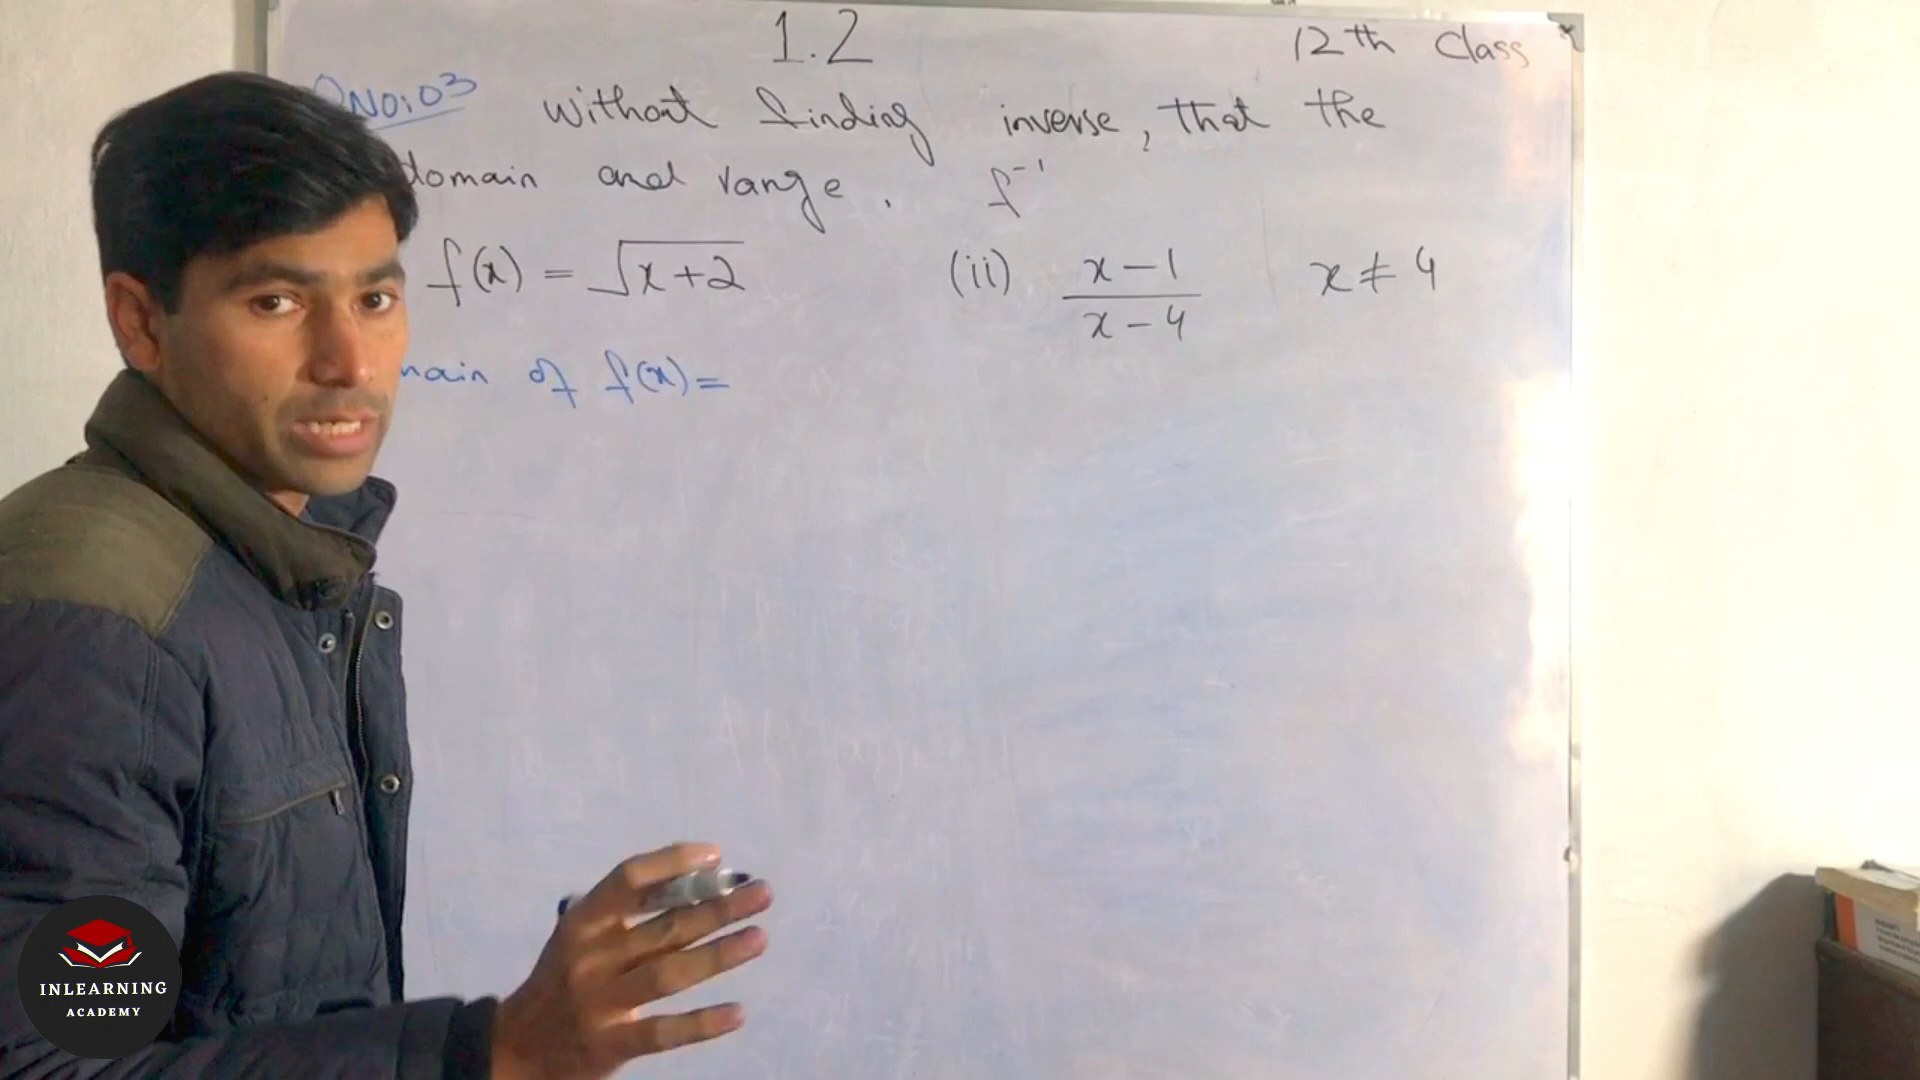 1.2
12th Class
QNO:03 without finding inverse, that the
domain and range. f⁻¹
f(x) = √x+2 (ii) x-1/x-4 x ≠ 4
main of f(x)=
INLEARNING
ACADEMY